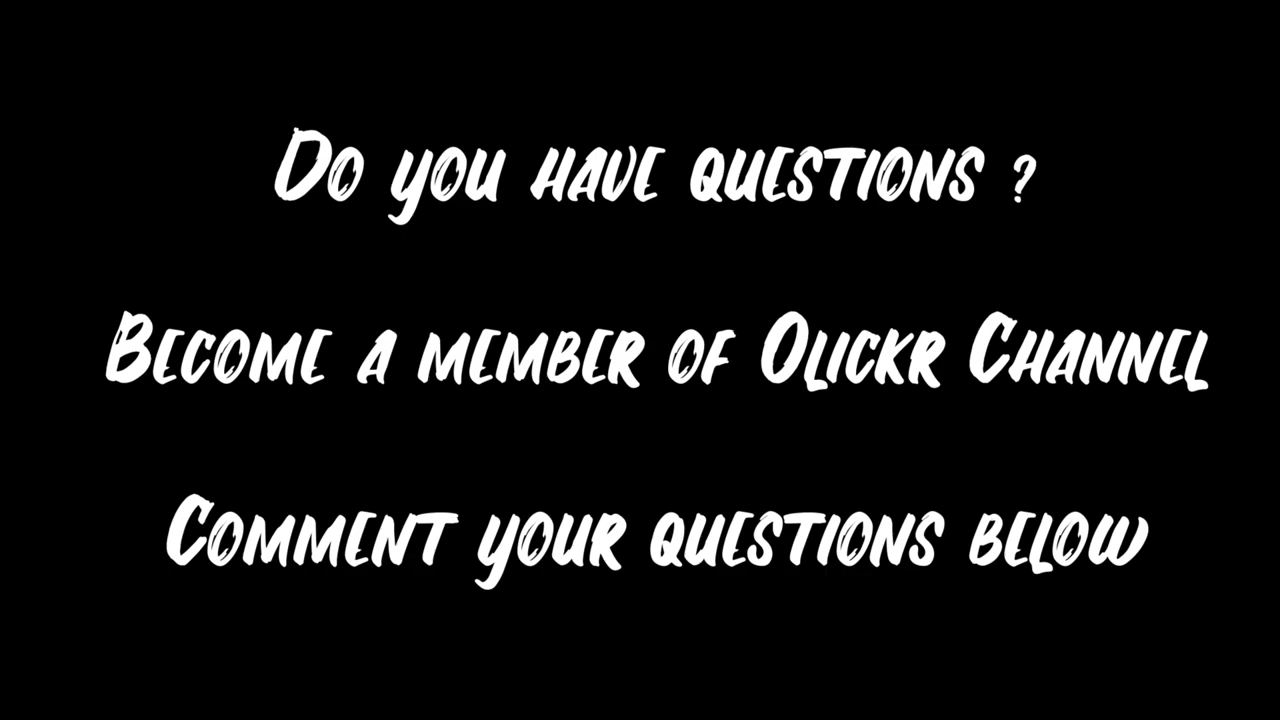 Do you have questions ?
Become a member of Olickr Channel
Comment your questions below